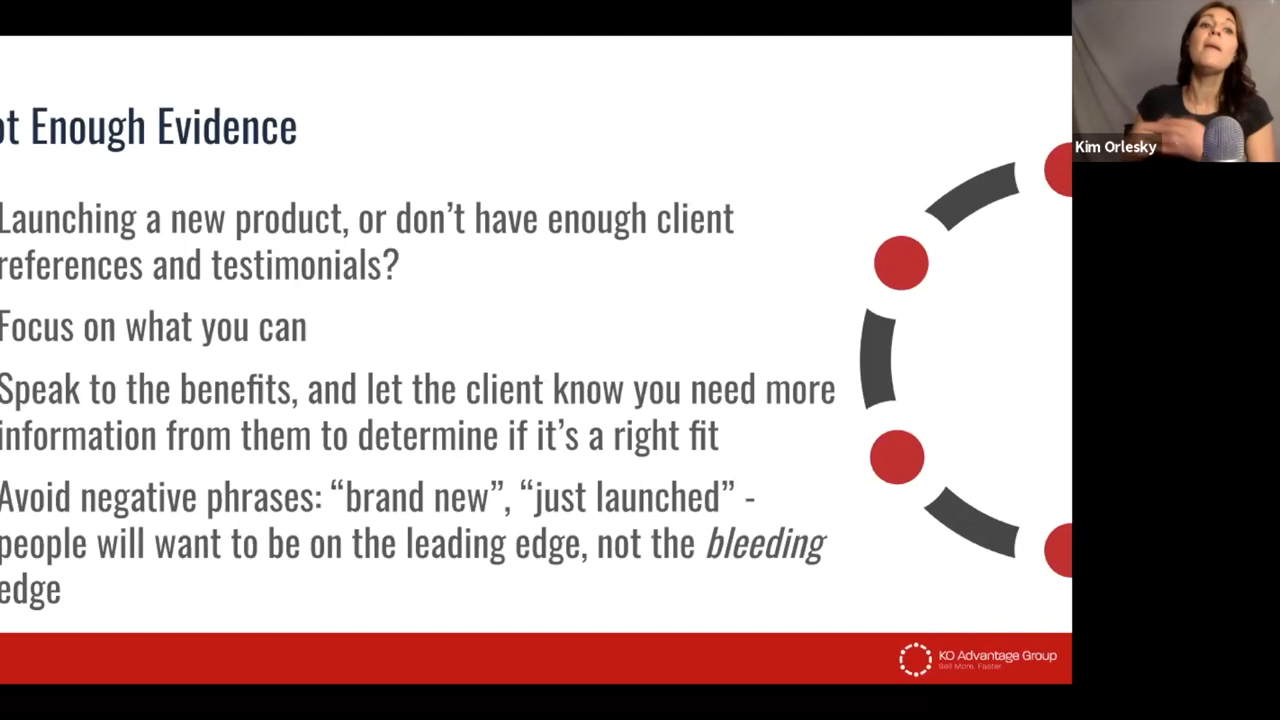 ot Enough Evidence
Kim Orlesky
Launching a new product, or don’t have enough client
references and testimonials?
Focus on what you can
Speak to the benefits, and let the client know you need more
information from them to determine if it’s a right fit
Avoid negative phrases: “brand new”, “just launched” -
people will want to be on the leading edge, not the bleeding
edge
KO Advantage Group
Sell More, Faster